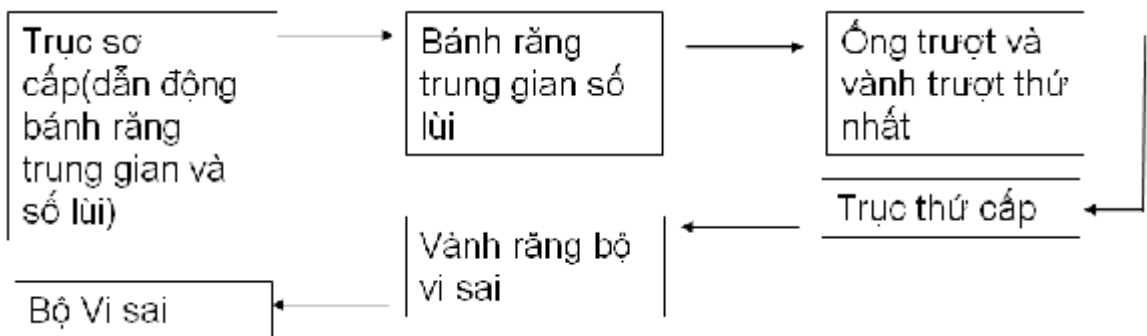 Trục sơ
cấp(dẫn động
bánh răng
trung gian và
số lùi)
Bánh răng
trung gian số
lùi
Ống trượt và
vành trượt thứ
nhất
Trục thứ cấp
Vành răng bộ
vi sai
Bộ Vi sai